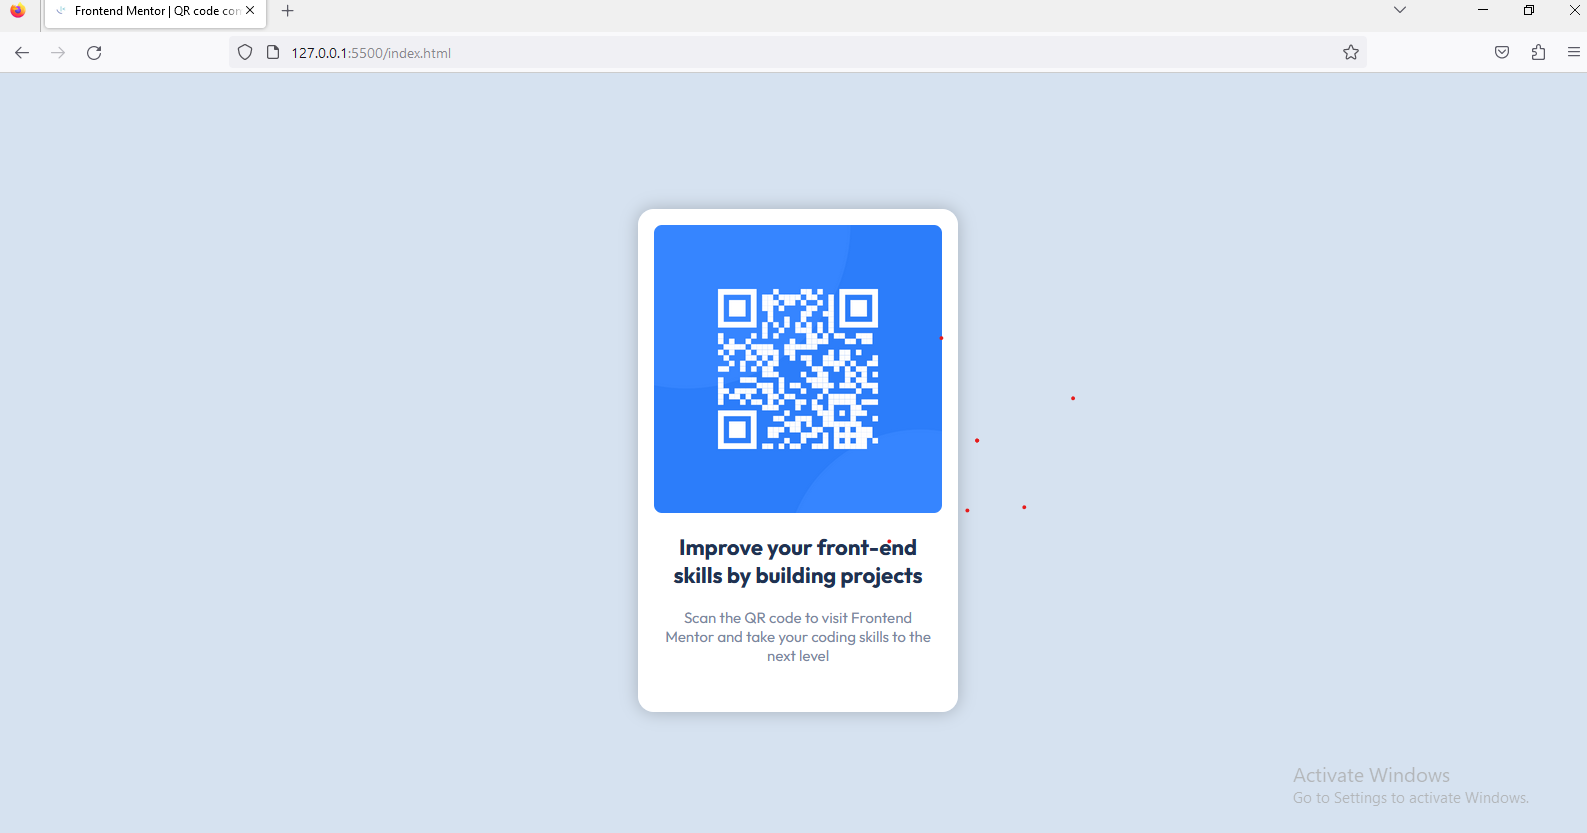 Frontend Mentor | QR code con
127.0.0.1:5500/index.html
Improve your front-end
skills by building projects
Scan the QR code to visit Frontend
Mentor and take your coding skills to the
next level
Activate Windows
Go to Settings to activate Windows.